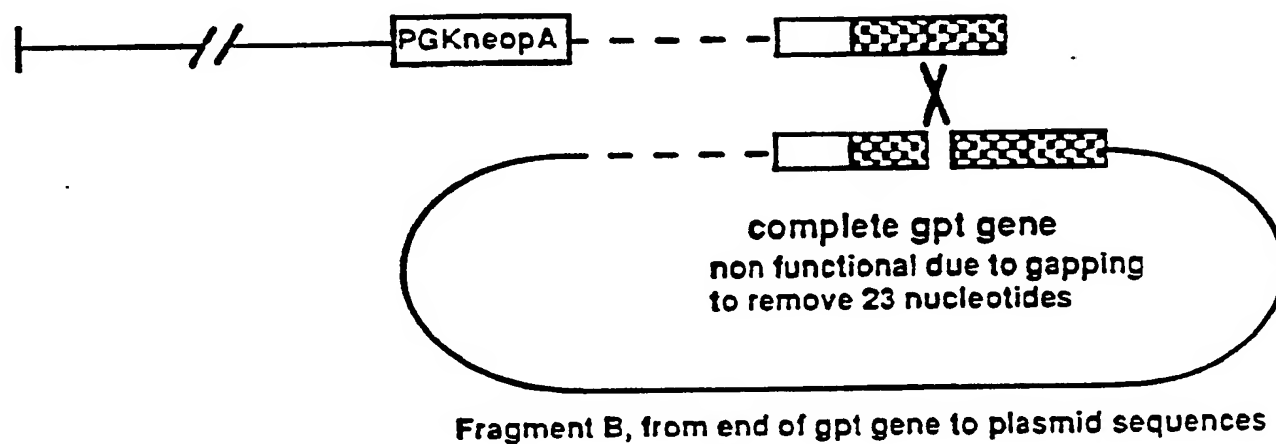 PGKneopA
complete gpt gene
non functional due to gapping
to remove 23 nucleotides
Fragment B, from end of gpt gene to plasmid sequences